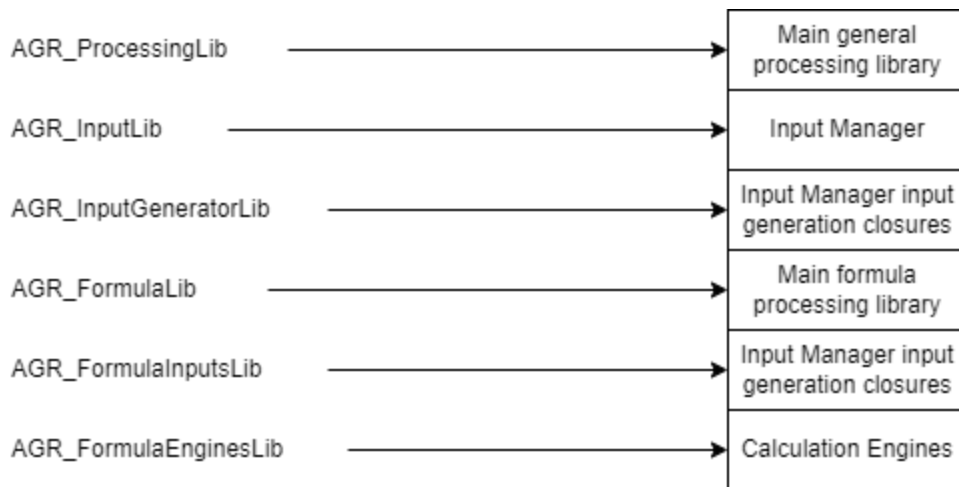 AGR_ProcessingLib
Main general
processing library
AGR_InputLib
Input Manager
AGR_InputGeneratorLib
Input Manager input
generation closures
AGR_FormulaLib
Main formula
processing library
AGR_FormulaInputsLib
Input Manager input
generation closures
AGR_FormulaEnginesLib
Calculation Engines